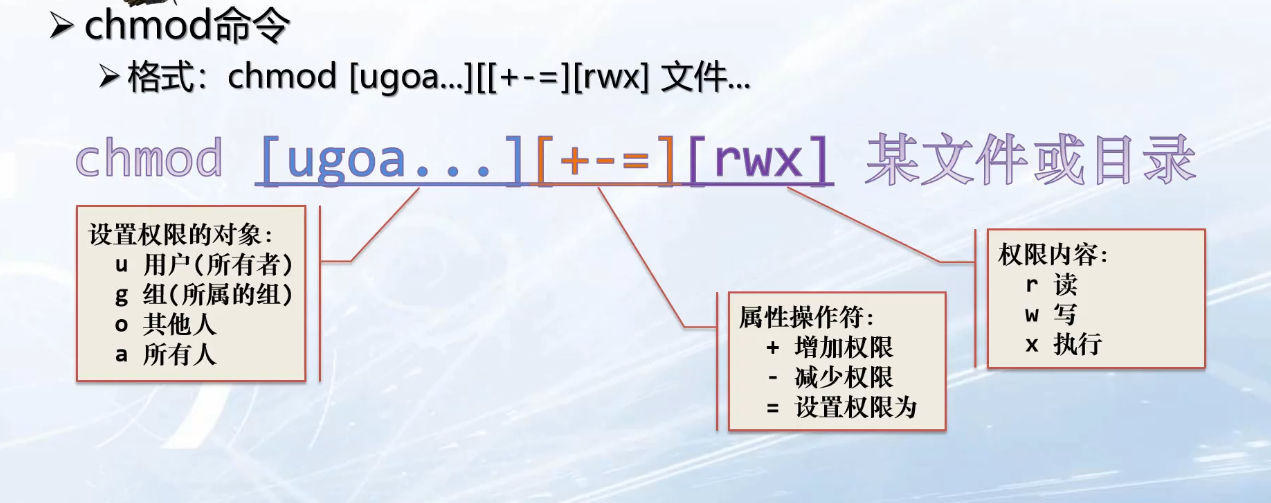 ➢ chmod命令
➢ 格式：chmod [ugoa...][[+-=][rwx] 文件...
chmod [ugoa...][+-=][rwx] 某文件或目录
设置权限的对象:
u 用户(所有者)
g 组(所属的组)
o 其他人
a 所有人
属性操作符:
+ 增加权限
- 减少权限
= 设置权限为
权限内容:
r 读
w 写
x 执行